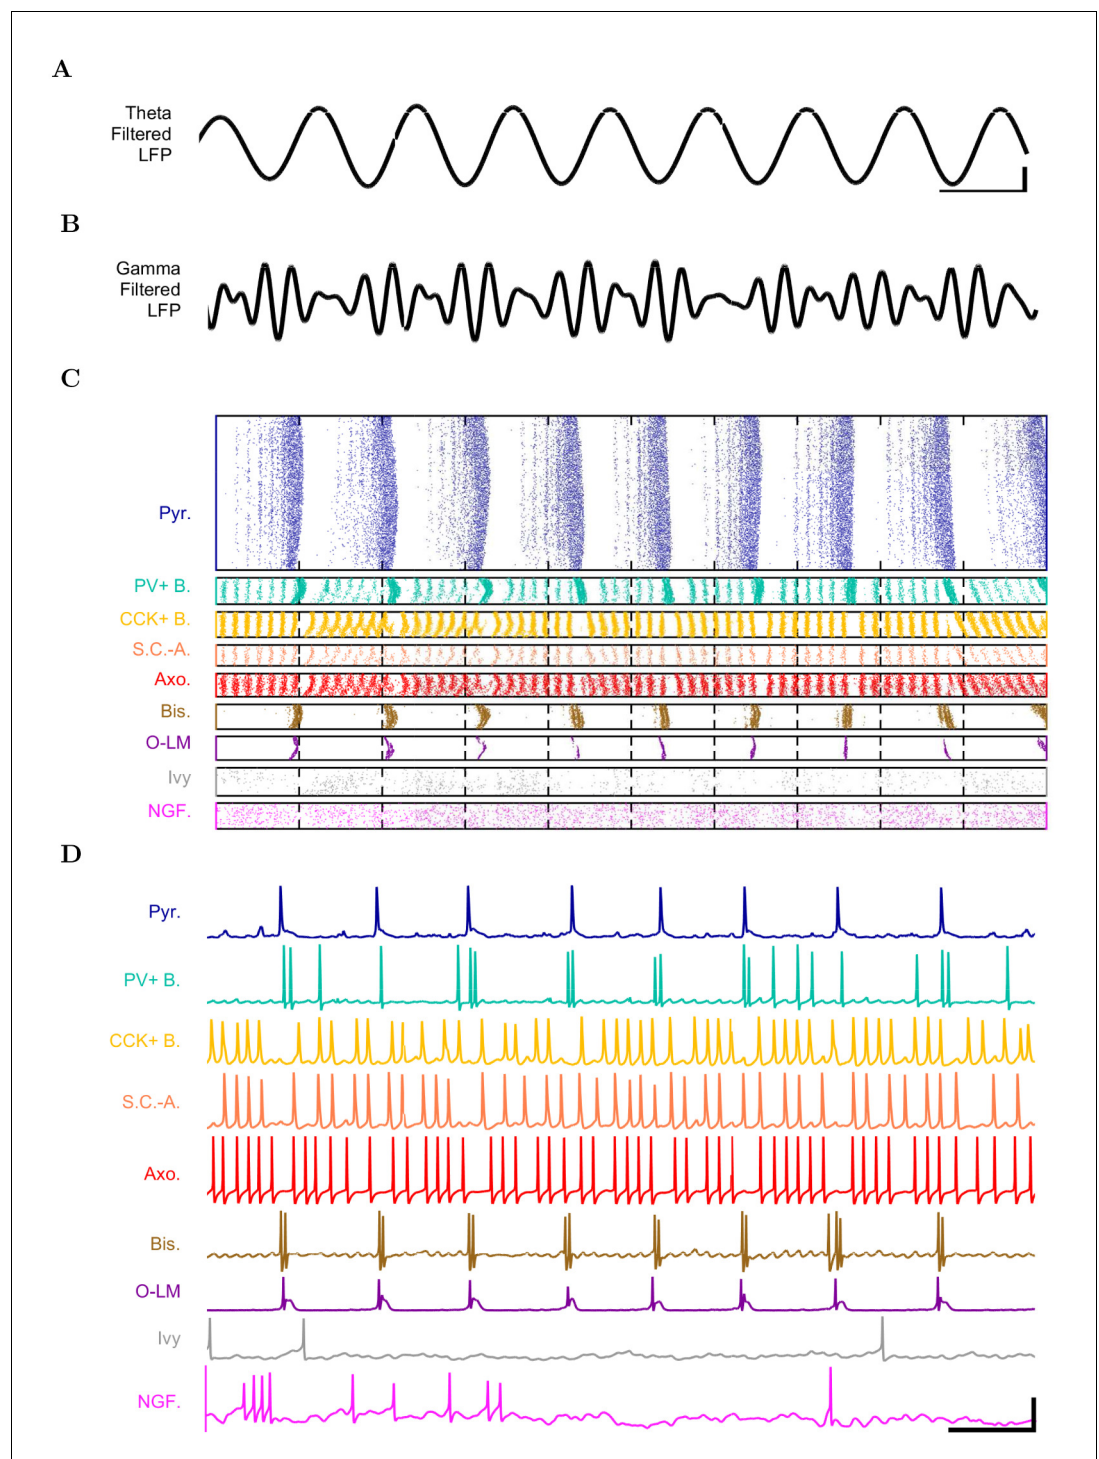 A
Theta
Filtered
LFP
B
Gamma
Filtered
LFP
C
Pyr.
PV+ B.
CCK+ B.
S.C.-A.
Axo.
Bis.
O-LM
Ivy
NGF.
D
Pyr.
PV+ B.
CCK+ B.
S.C.-A.
Axo.
Bis.
O-LM
Ivy
NGF.